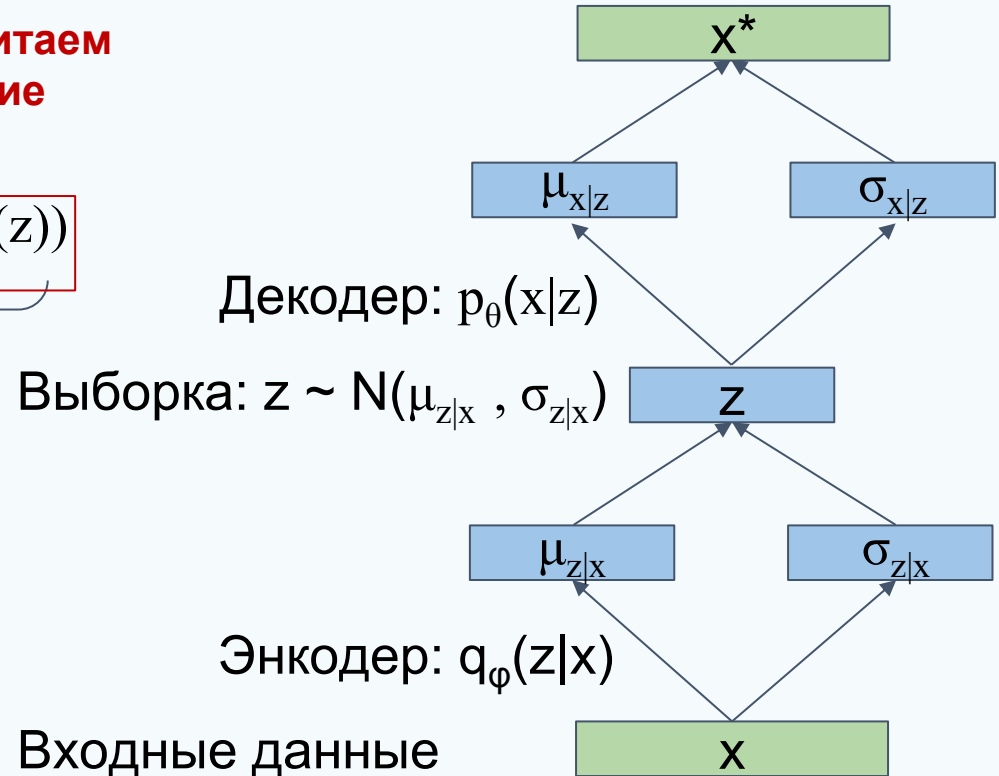 итаем
ие
x*
μx|z
σx|z
(z))
Декодер: pθ(x|z)
Выборка: z ~ N(μz|x , σz|x)
z
μz|x
σz|x
Энкодер: qφ(z|x)
Входные данные
x